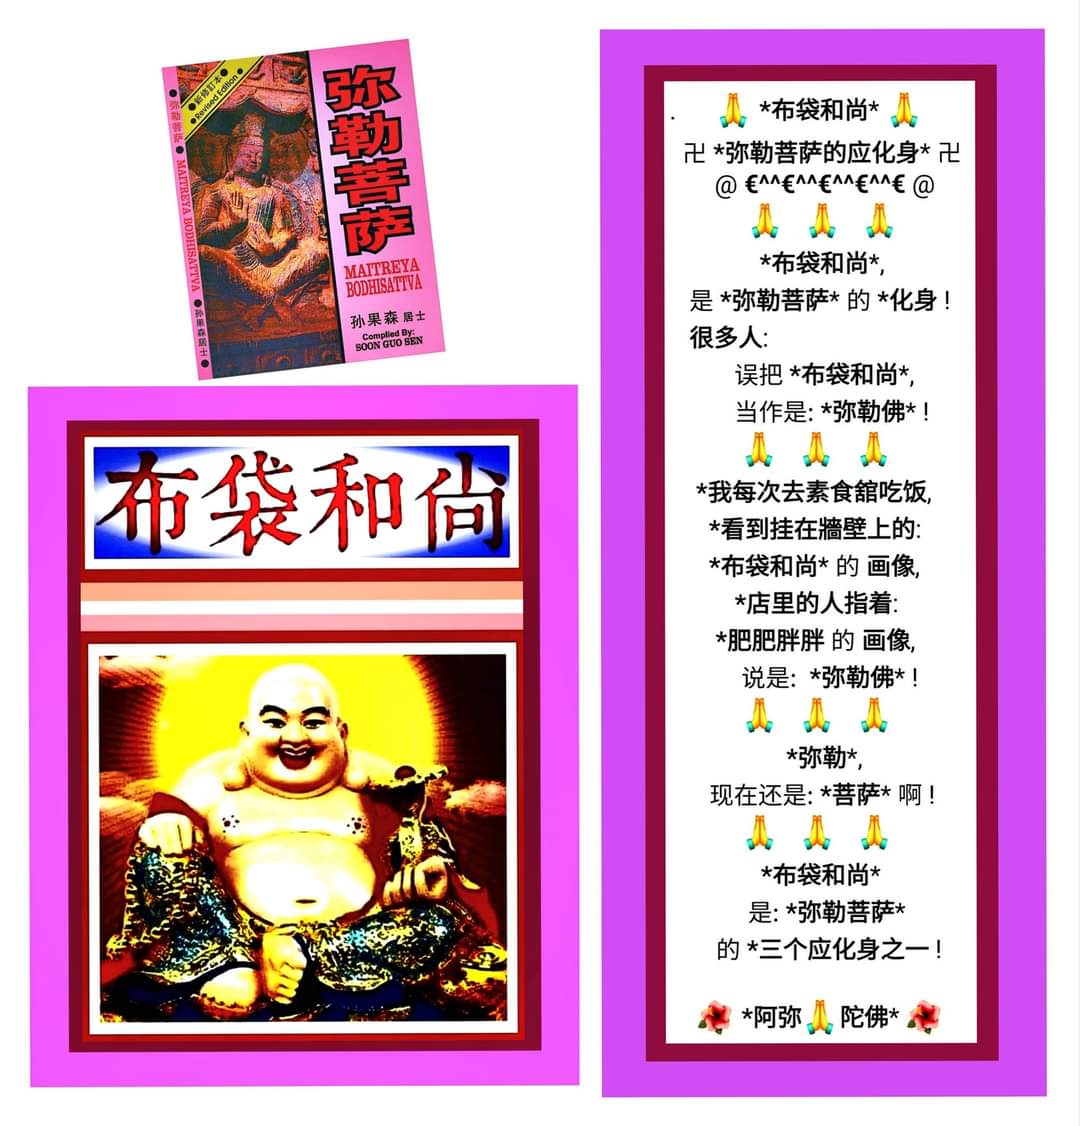 ●新修訂本●
●Revised Edition●
●弥勒菩萨● MAITREYA BODHISATTVA ●孙果森居士●
弥勒菩萨
MAITREYA
BODHISATTVA
孙果森 居士
Complied By:
SOON GUO SEN
布袋和尚
🙏 *布袋和尚* 🙏
卍 *弥勒菩萨的应化身* 卍
@ €^^€^^€^^€^^€ @
🙏 🙏 🙏
*布袋和尚*,
是 *弥勒菩萨* 的 *化身 !
很多人:
误把 *布袋和尚*,
当作是: *弥勒佛* !
🙏 🙏 🙏
*我每次去素食舘吃饭,
*看到挂在牆壁上的:
*布袋和尚* 的 画像,
*店里的人指着:
*肥肥胖胖 的 画像,
说是: *弥勒佛* !
🙏 🙏 🙏
*弥勒*,
现在还是: *菩萨* 啊 !
🙏 🙏 🙏
*布袋和尚*
是: *弥勒菩萨*
的 *三个应化身之一 !
🌺 *阿弥🙏陀佛* 🌺